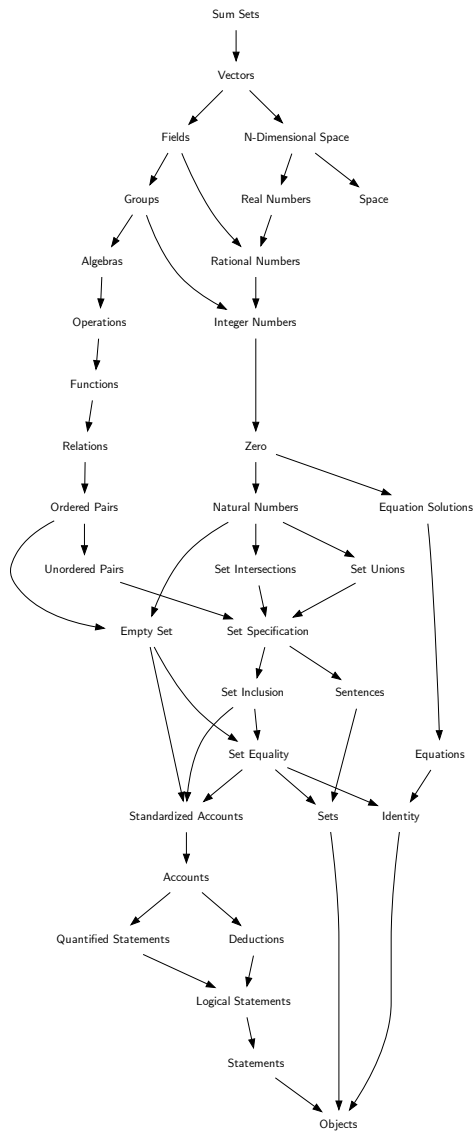 Sum Sets
Vectors
Fields
N-Dimensional Space
Groups
Real Numbers
Space
Algebras
Rational Numbers
Operations
Integer Numbers
Functions
Relations
Zero
Ordered Pairs
Natural Numbers
Equation Solutions
Unordered Pairs
Set Intersections
Set Unions
Empty Set
Set Specification
Set Inclusion
Sentences
Set Equality
Equations
Standardized Accounts
Sets
Identity
Accounts
Quantified Statements
Deductions
Logical Statements
Statements
Objects